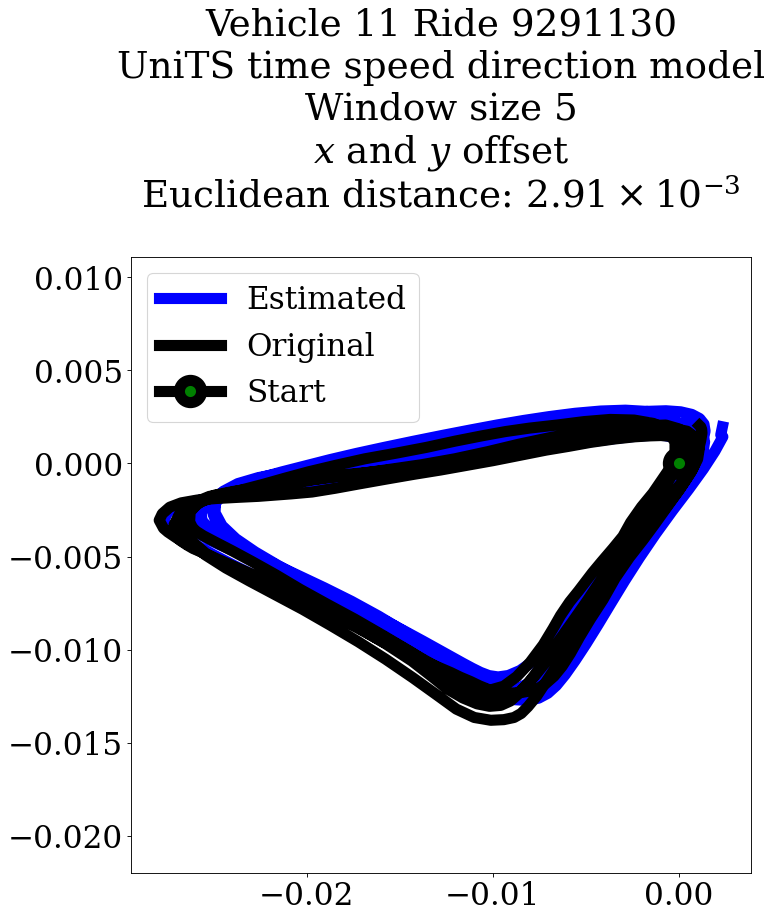 Vehicle 11 Ride 9291130
UniTS time speed direction model
Window size 5
x and y offset
Euclidean distance: 2.91 × 10⁻³
Estimated
Original
Start
0.010
0.005
0.000
−0.005
−0.010
−0.015
−0.020
−0.02
−0.01
0.00